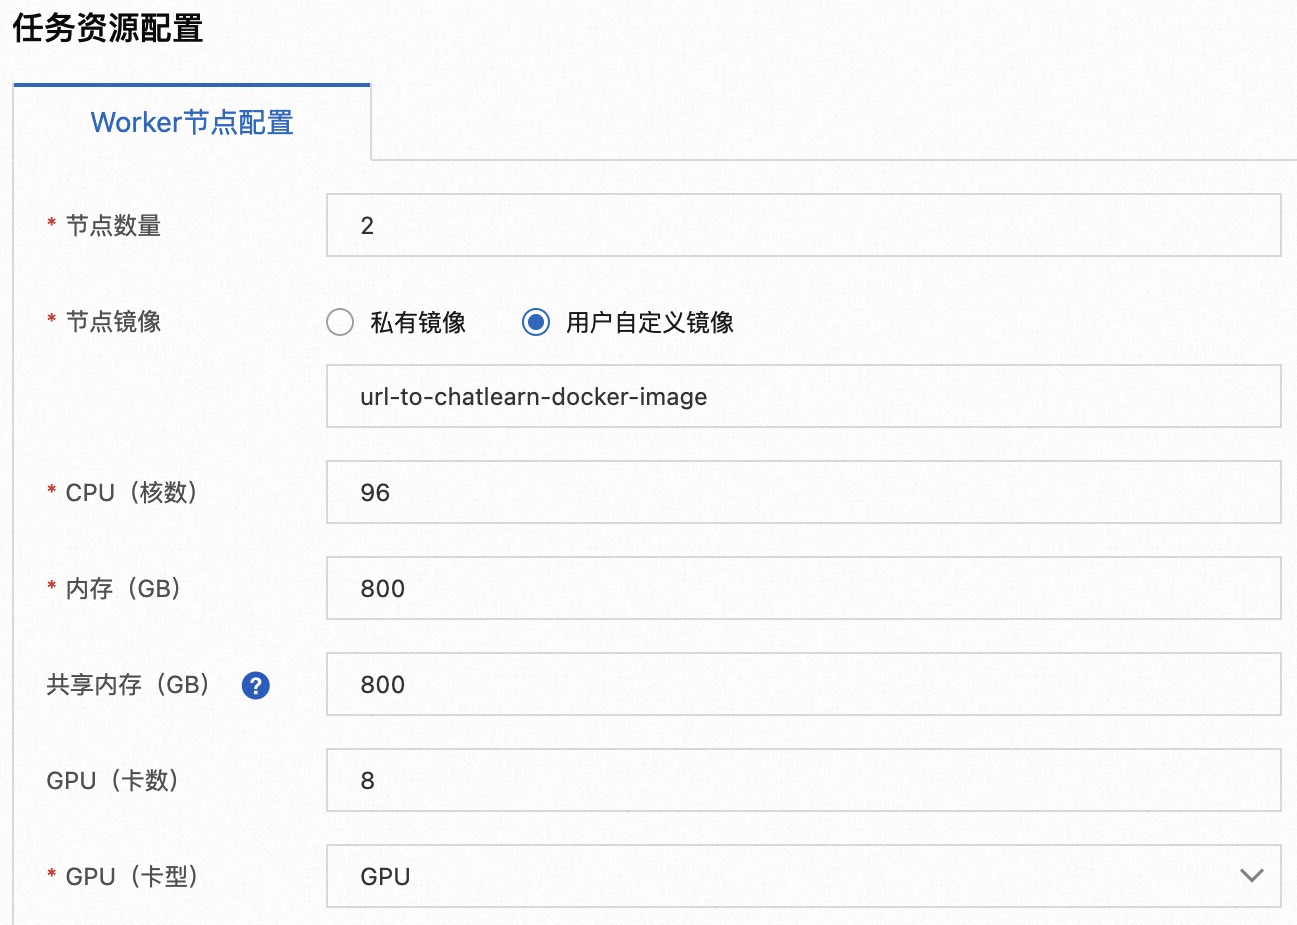 任务资源配置
Worker节点配置
* 节点数量 2
* 节点镜像 私有镜像 用户自定义镜像
url-to-chatlearn-docker-image
* CPU（核数） 96
* 内存（GB） 800
共享内存（GB） ? 800
GPU（卡数） 8
* GPU（卡型） GPU